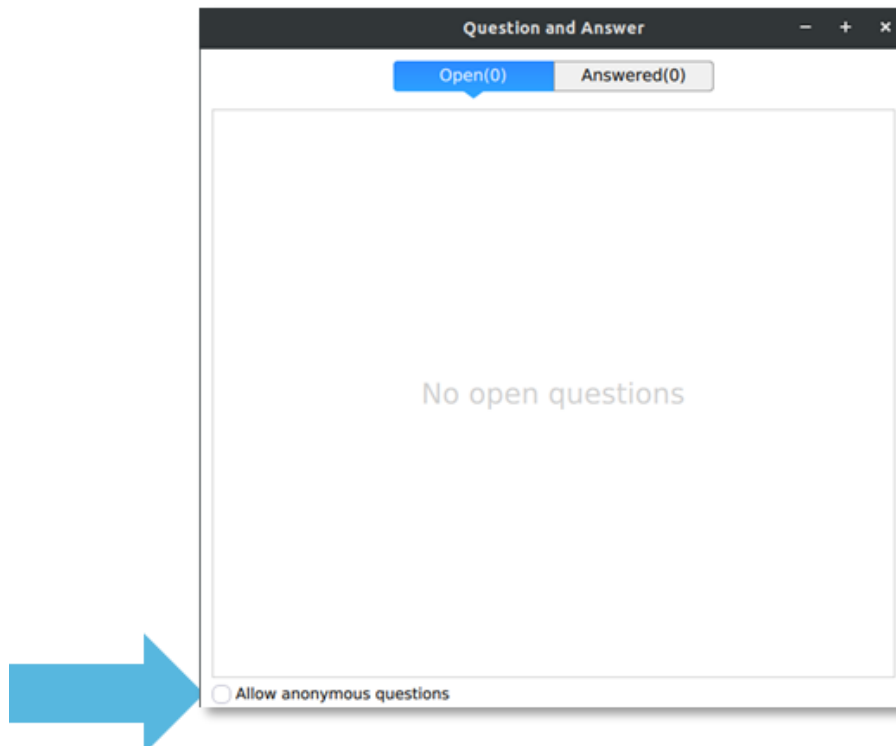 Question and Answer
Open(0) Answered(0)
No open questions
Allow anonymous questions